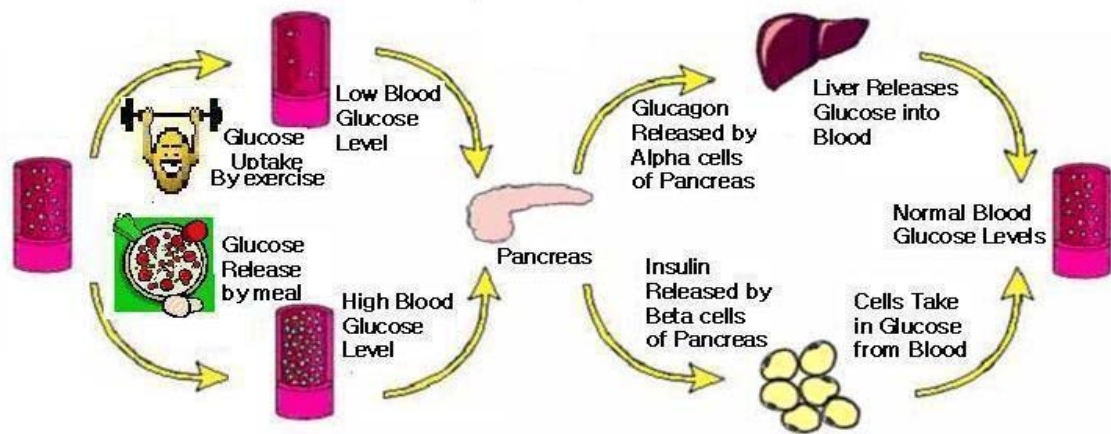 Glucose
Uptake
By exercise
Low Blood
Glucose
Level
Glucose
Release
by meal
High Blood
Glucose
Level
Pancreas
Glucagon
Released by
Alpha cells
of Pancreas
Liver Releases
Glucose into
Blood
Insulin
Released by
Beta cells
of Pancreas
Cells Take
in Glucose
from Blood
Normal Blood
Glucose Levels